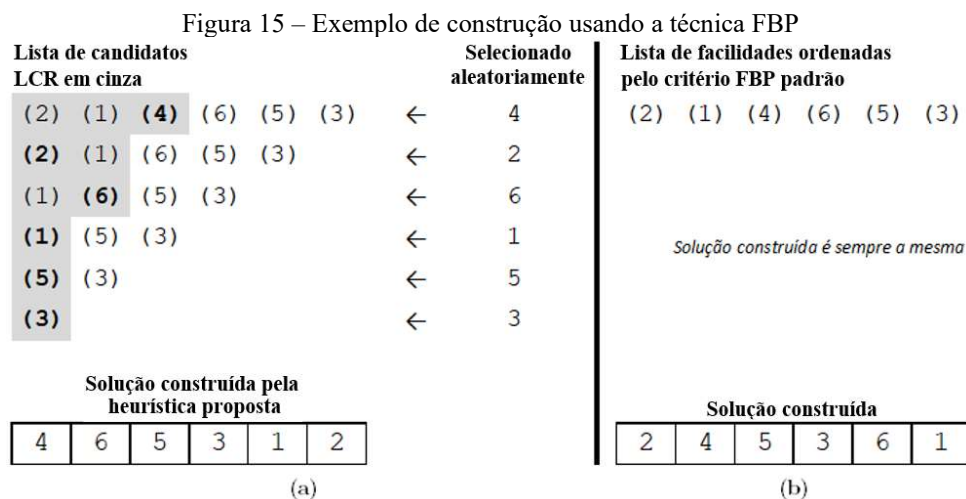 Figura 15 – Exemplo de construção usando a técnica FBP
Lista de candidatos
LCR em cinza
Selecionado
aleatoriamente
(2) (1) (4) (6) (5) (3) ← 4
(2) (1) (6) (5) (3) ← 2
(1) (6) (5) (3) ← 6
(1) (5) (3) ← 1
(5) (3) ← 5
(3) ← 3
Solução construída pela
heurística proposta
4 6 5 3 1 2
(a)
Lista de facilidades ordenadas
pelo critério FBP padrão
(2) (1) (4) (6) (5) (3)
Solução construída é sempre a mesma
Solução construída
2 4 5 3 6 1
(b)